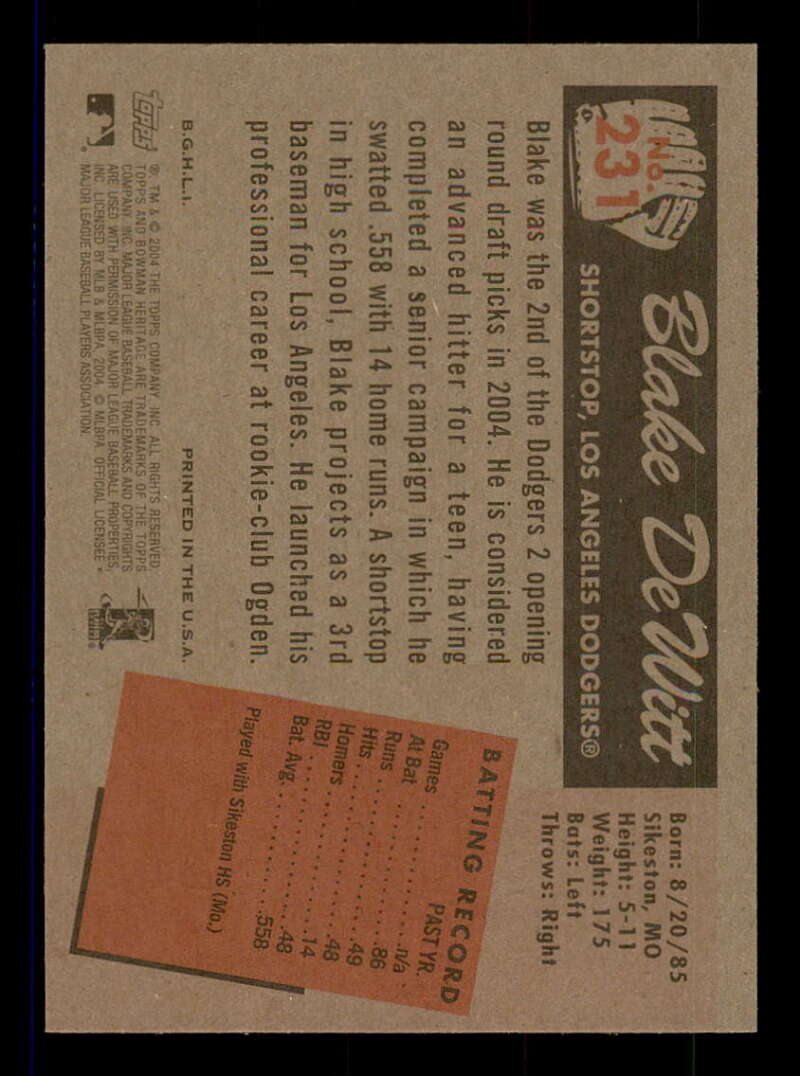 No.
231
Blake DeWitt
SHORTSTOP, LOS ANGELES DODGERS®
Born: 8/20/85
Sikeston, MO
Height: 5-11
Weight: 175
Bats: Left
Throws: Right
Blake was the 2nd of the Dodgers 2 opening
round draft picks in 2004. He is considered
an advanced hitter for a teen, having
completed a senior campaign in which he
swatted .558 with 14 home runs. A shortstop
in high school, Blake projects as a 3rd
baseman for Los Angeles. He launched his
professional career at rookie-club Ogden.
BATTING RECORD
PAST YR.
Games . . . . . . . . . . . . n/a
At Bat . . . . . . . . . . . . 86
Runs . . . . . . . . . . . . 49
Hits . . . . . . . . . . . . 48
Homers . . . . . . . . . . . . 14
RBI . . . . . . . . . . . . 48
Bat. Avg. . . . . . . . . . . . .558
Played with Sikeston HS (Mo.)
B.G.H.L.I. PRINTED IN THE U.S.A.
topps
® TM & © 2004 THE TOPPS COMPANY, INC. ALL RIGHTS RESERVED.
TOPPS AND BOWMAN HERITAGE ARE TRADEMARKS OF THE TOPPS
COMPANY, INC. MAJOR LEAGUE BASEBALL TRADEMARKS AND COPYRIGHTS
ARE USED WITH PERMISSION OF MAJOR LEAGUE BASEBALL PROPERTIES,
INC. LICENSED BY MLB & MLBPA 2004. © MLBPA. OFFICIAL LICENSEE •
MAJOR LEAGUE BASEBALL PLAYERS ASSOCIATION.